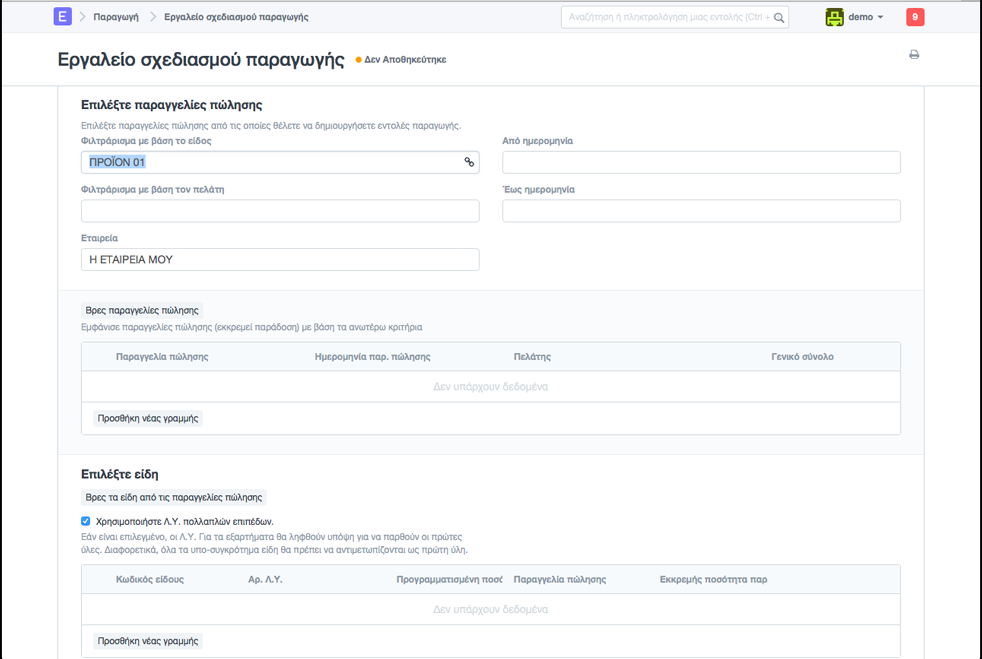 E Παραγωγή Εργαλείο σχεδιασμού παραγωγής Αναζήτηση ή πληκτρολόγηση μιας εντολής (Ctrl + demo 9
Εργαλείο σχεδιασμού παραγωγής Δεν Αποθηκεύτηκε
Επιλέξτε παραγγελίες πώλησης
Επιλέξτε παραγγελίες πώλησης από τις οποίες θέλετε να δημιουργήσετε εντολές παραγωγής.
Φιλτράρισμα με βάση το είδος Από ημερομηνία
ΠΡΟΪΟΝ 01
Φιλτράρισμα με βάση τον πελάτη Έως ημερομηνία
Εταιρεία
Η ΕΤΑΙΡΕΙΑ ΜΟΥ
Βρες παραγγελίες πώλησης
Εμφάνισε παραγγελίες πώλησης (εκκρεμεί παράδοση) με βάση τα ανωτέρω κριτήρια
Παραγγελία πώλησης Ημερομηνία παρ. πώλησης Πελάτης Γενικό σύνολο
Δεν υπάρχουν δεδομένα
Προσθήκη νέας γραμμής
Επιλέξτε είδη
Βρες τα είδη από τις παραγγελίες πώλησης
Χρησιμοποιήστε Λ.Υ. πολλαπλών επιπέδων.
Εάν είναι επιλεγμένο, οι Λ.Υ. Για τα εξαρτήματα θα ληφθούν υπόψη για να παρθούν οι πρώτες
ύλες. Διαφορετικά, όλα τα υπο-συγκρότημα είδη θα πρέπει να αντιμετωπίζονται ως πρώτη ύλη.
Κωδικός είδους Αρ. Λ.Υ. Προγραμματισμένη ποσό Παραγγελία πώλησης Εκκρεμής ποσότητα παρ
Δεν υπάρχουν δεδομένα
Προσθήκη νέας γραμμής